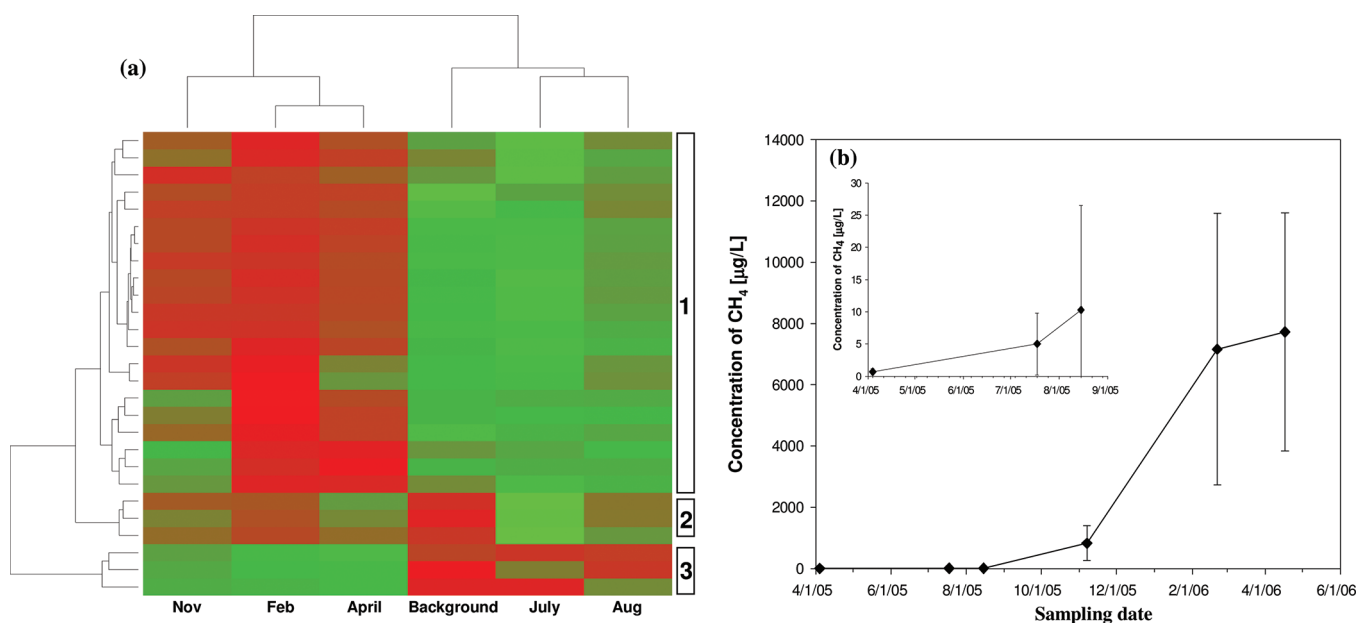 (a)
1
2
3
Nov Feb April Background July Aug
(b)
Concentration of CH4 [µg/L]
14000
12000
10000
8000
6000
4000
2000
0
4/1/05 6/1/05 8/1/05 10/1/05 12/1/05 2/1/06 4/1/06 6/1/06
Sampling date
Concentration of CH4 [µg/L]
30
25
20
15
10
5
0
4/1/05 5/1/05 6/1/05 7/1/05 8/1/05 9/1/05